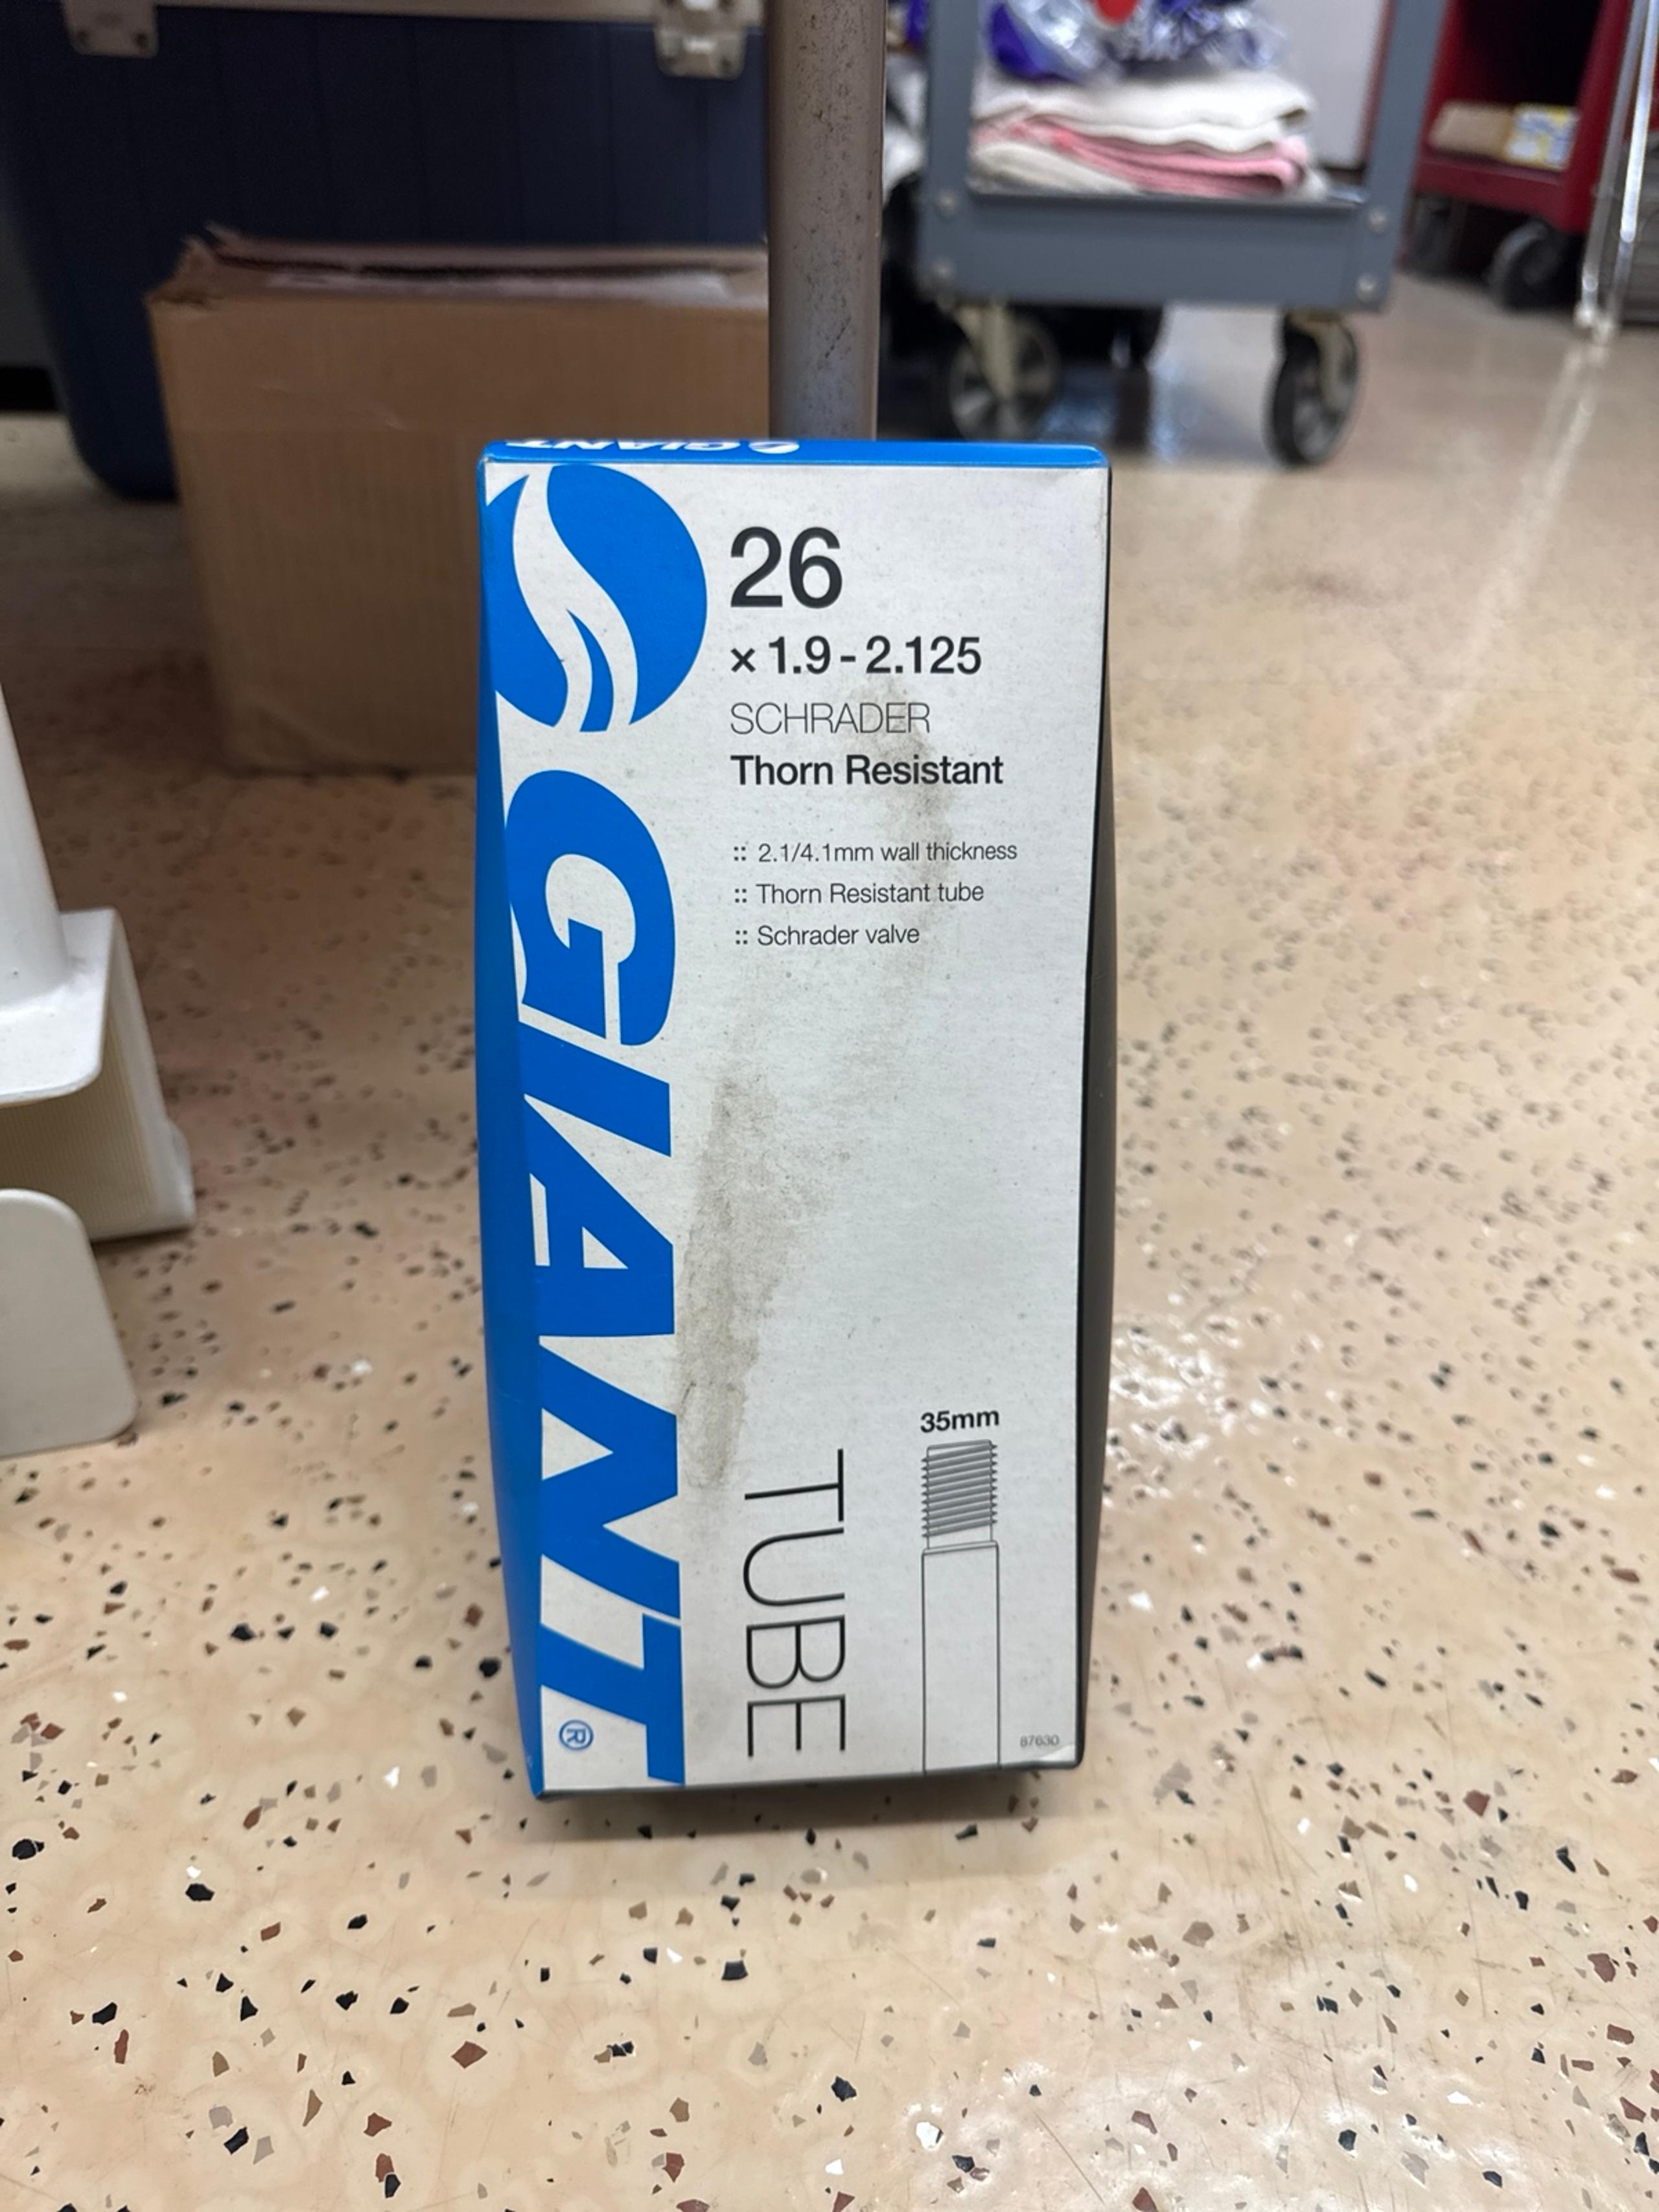 GIANT
26
× 1.9 - 2.125
SCHRADER
Thorn Resistant
:: 2.1/4.1mm wall thickness
:: Thorn Resistant tube
:: Schrader valve
GIANT®
TUBE
35mm
87630